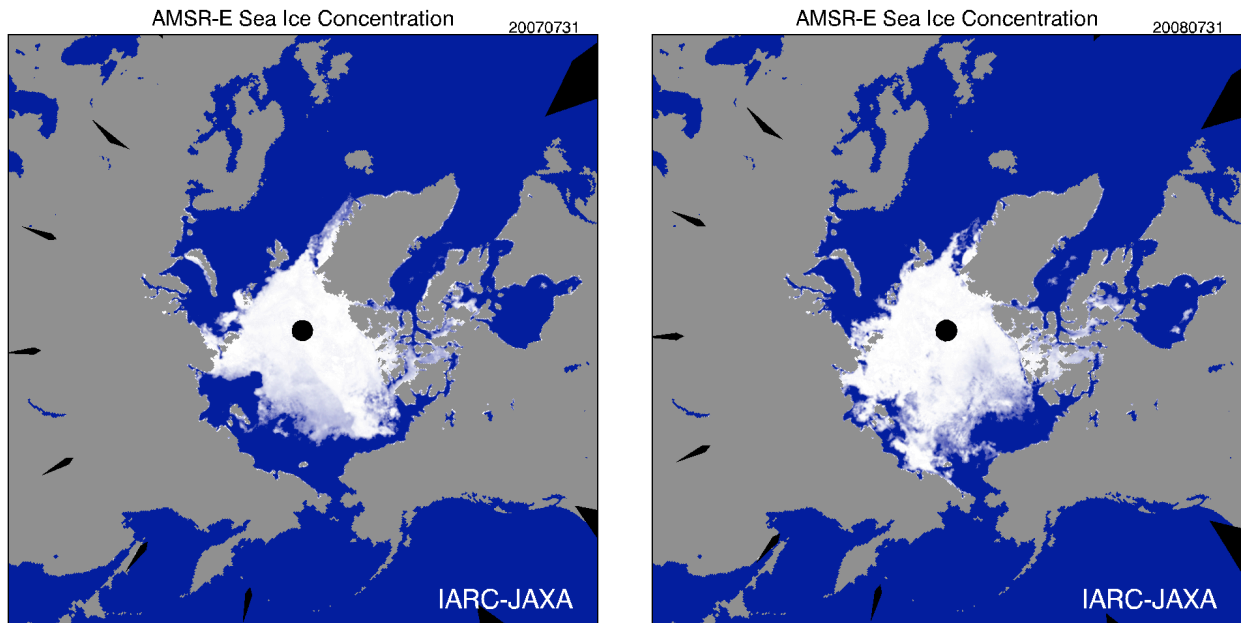 AMSR-E Sea Ice Concentration
20070731
IARC-JAXA
AMSR-E Sea Ice Concentration
20080731
IARC-JAXA